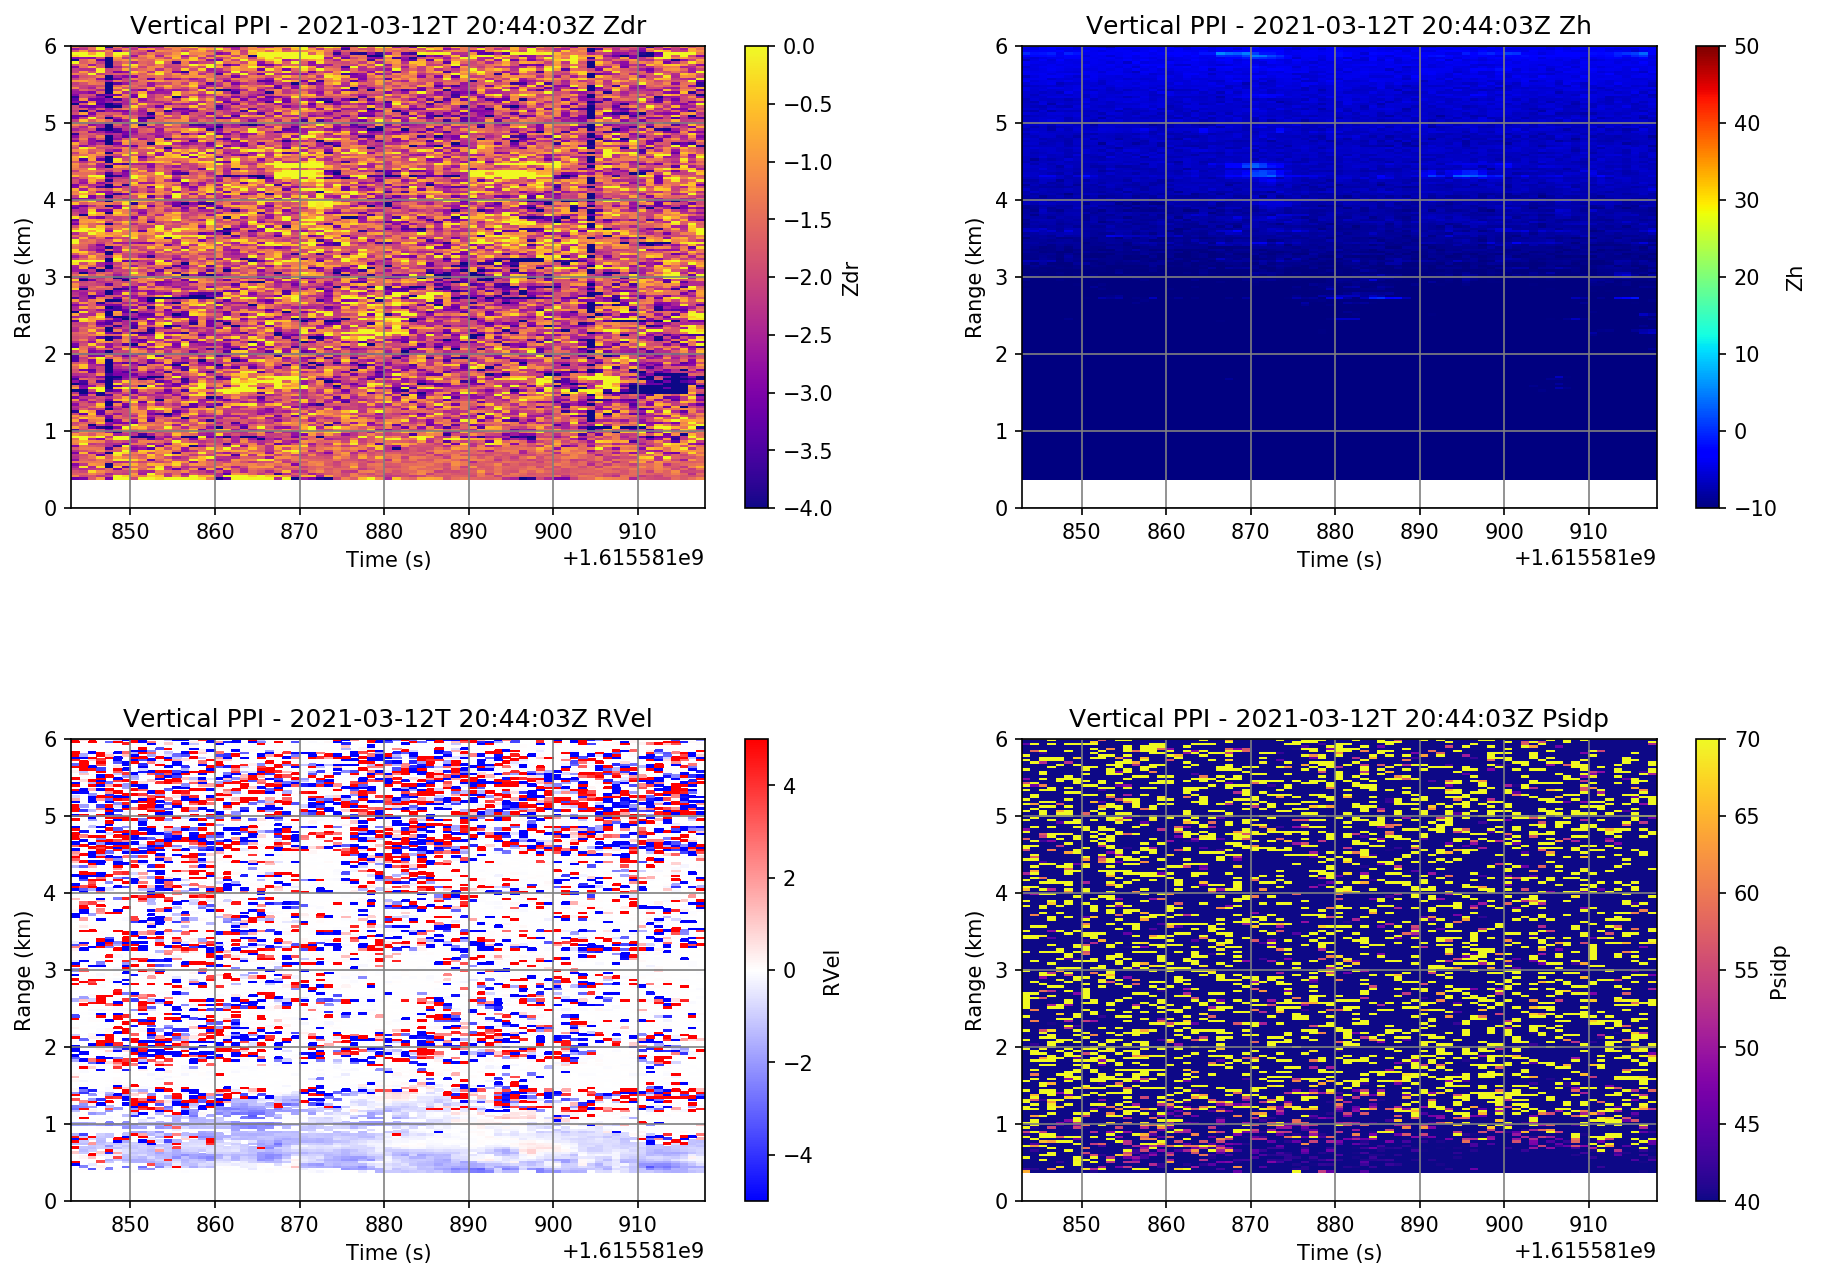 Vertical PPI - 2021-03-12T 20:44:03Z Zdr
6
5
4
3
2
1
0
Range (km)
850 860 870 880 890 900 910
Time (s)
+1.615581e9
0.0
−0.5
−1.0
−1.5
−2.0
−2.5
−3.0
−3.5
−4.0
Zdr
Vertical PPI - 2021-03-12T 20:44:03Z Zh
6
5
4
3
2
1
0
Range (km)
850 860 870 880 890 900 910
Time (s)
+1.615581e9
50
40
30
20
10
0
−10
Zh
Vertical PPI - 2021-03-12T 20:44:03Z RVel
6
5
4
3
2
1
0
Range (km)
850 860 870 880 890 900 910
Time (s)
+1.615581e9
4
2
0
−2
−4
RVel
Vertical PPI - 2021-03-12T 20:44:03Z Psidp
6
5
4
3
2
1
0
Range (km)
850 860 870 880 890 900 910
Time (s)
+1.615581e9
70
65
60
55
50
45
40
Psidp